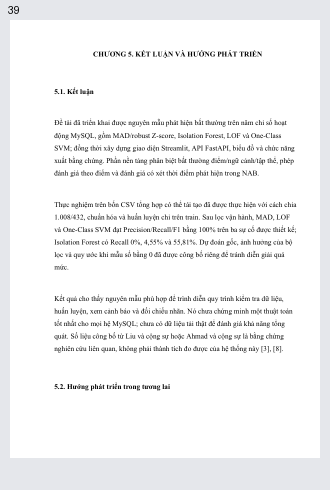 39
CHƯƠNG 5. KẾT LUẬN VÀ HƯỚNG PHÁT TRIỂN
5.1. Kết luận
Đề tài đã triển khai được nguyên mẫu phát hiện bất thường trên năm chỉ số hoạt
động MySQL, gồm MAD/robust Z-score, Isolation Forest, LOF và One-Class
SVM; đồng thời xây dựng giao diện Streamlit, API FastAPI, biểu đồ và chức năng
xuất bằng chứng. Phần nền tảng phân biệt bất thường điểm/ngữ cảnh/tập thể, phép
đánh giá theo điểm và đánh giá có xét thời điểm phát hiện trong NAB.
Thực nghiệm trên bốn CSV tổng hợp có thể tái tạo đã được thực hiện với cách chia
1.008/432, chuẩn hóa và huấn luyện chỉ trên train. Sau lọc vận hành, MAD, LOF
và One-Class SVM đạt Precision/Recall/F1 bằng 100% trên ba sự cố được thiết kế;
Isolation Forest có Recall 0%, 4,55% và 55,81%. Dự đoán gốc, ảnh hưởng của bộ
lọc và quy ước khi mẫu số bằng 0 đã được công bố riêng để tránh diễn giải quá
mức.
Kết quả cho thấy nguyên mẫu phù hợp để trình diễn quy trình kiểm tra dữ liệu,
huấn luyện, xem cảnh báo và đối chiếu nhãn. Nó chưa chứng minh một thuật toán
tốt nhất cho mọi hệ MySQL; chưa có dữ liệu tải thật để đánh giá khả năng tổng
quát. Số liệu công bố từ Liu và cộng sự hoặc Ahmad và cộng sự là bằng chứng
nghiên cứu liên quan, không phải thành tích đo được của hệ thống này [3], [8].
5.2. Hướng phát triển trong tương lai